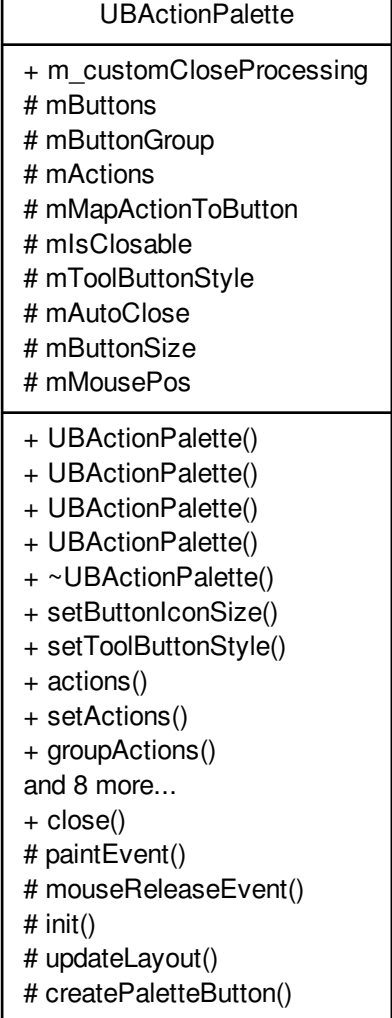 UBActionPalette
+ m_customCloseProcessing
# mButtons
# mButtonGroup
# mActions
# mMapActionToButton
# mIsClosable
# mToolButtonStyle
# mAutoClose
# mButtonSize
# mMousePos
+ UBActionPalette()
+ UBActionPalette()
+ UBActionPalette()
+ UBActionPalette()
+ ~UBActionPalette()
+ setButtonIconSize()
+ setToolButtonStyle()
+ actions()
+ setActions()
+ groupActions()
and 8 more...
+ close()
# paintEvent()
# mouseReleaseEvent()
# init()
# updateLayout()
# createPaletteButton()